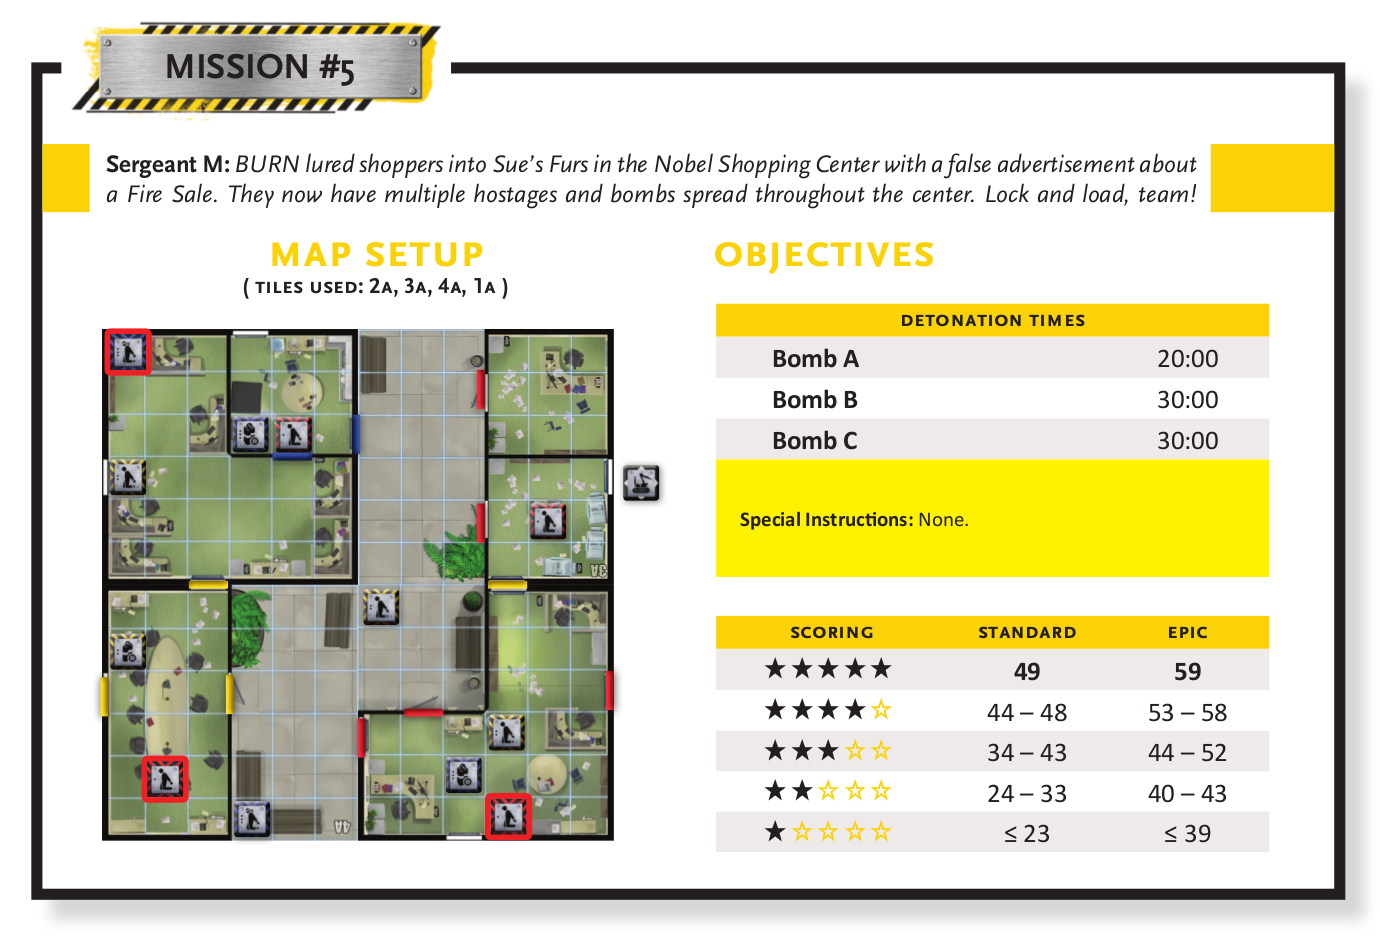 MISSION #5
Sergeant M: BURN lured shoppers into Sue's Furs in the Nobel Shopping Center with a false advertisement about
a Fire Sale. They now have multiple hostages and bombs spread throughout the center. Lock and load, team!
MAP SETUP
( TILES USED: 2A, 3A, 4A, 1A )
3A
4A
OBJECTIVES
DETONATION TIMES
Bomb A 20:00
Bomb B 30:00
Bomb C 30:00
Special Instructions: None.
SCORING STANDARD EPIC
★★★★★ 49 59
★★★★☆ 44 – 48 53 – 58
★★★☆☆ 34 – 43 44 – 52
★★☆☆☆ 24 – 33 40 – 43
★☆☆☆☆ ≤ 23 ≤ 39